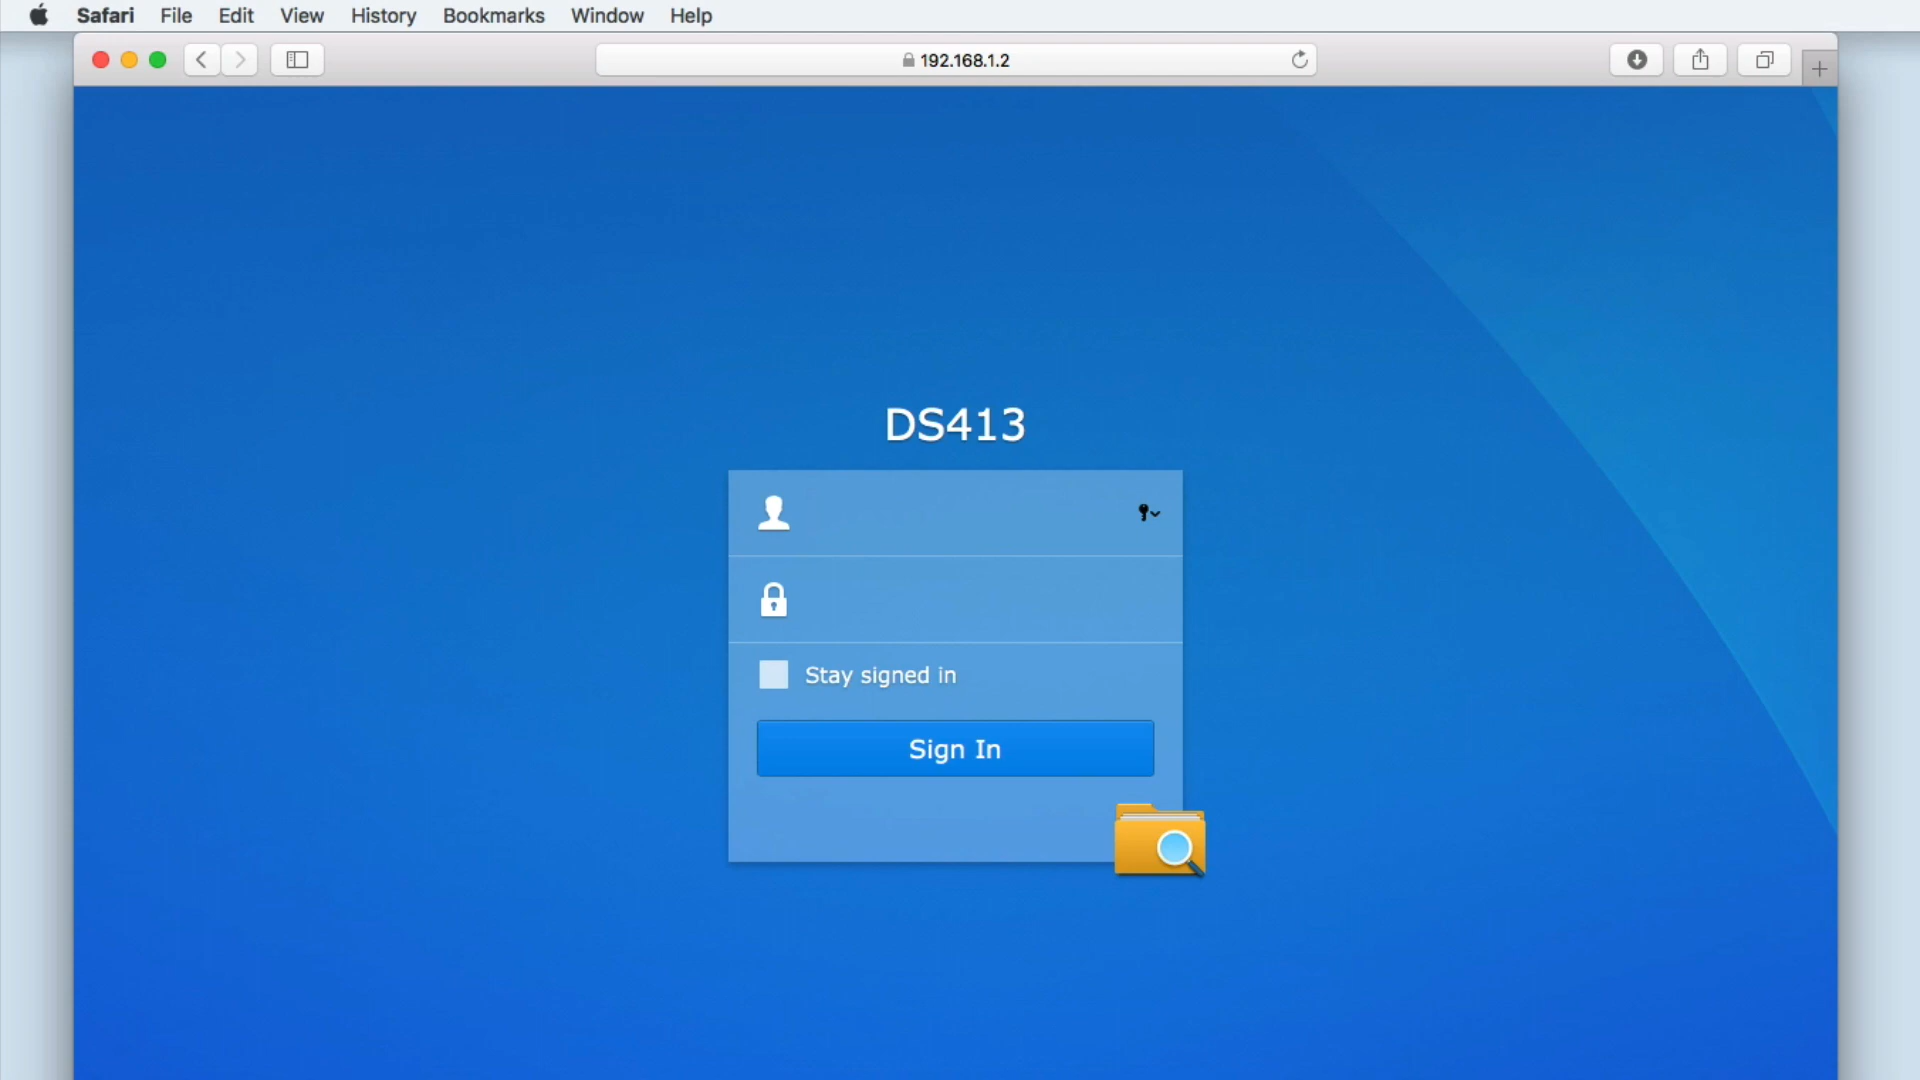 Safari File Edit View History Bookmarks Window Help
192.168.1.2
DS413
Stay signed in
Sign In